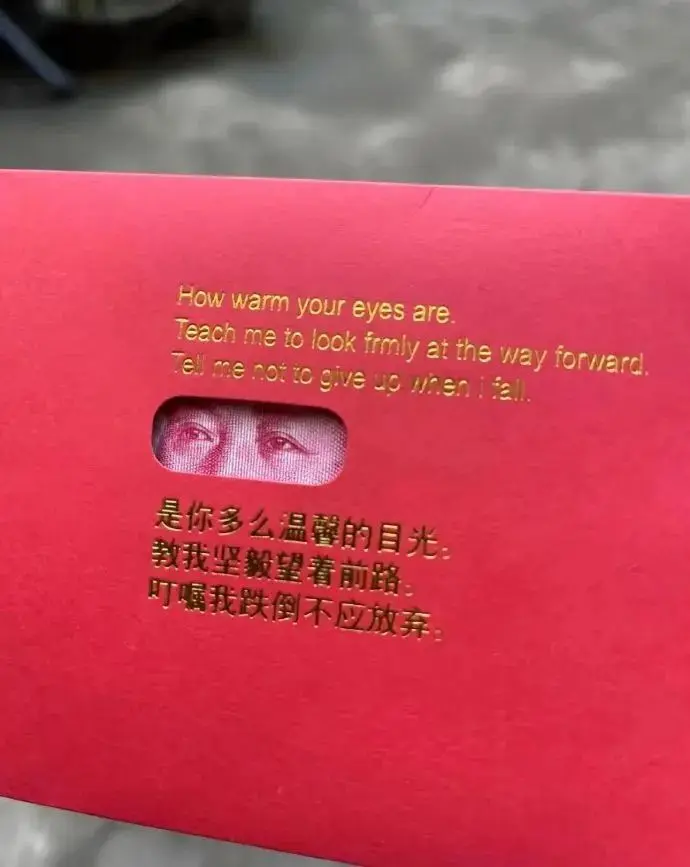 How warm your eyes are.
Teach me to look frmly at the way forward.
Tell me not to give up when i fall.
是你多么温馨的目光;
教我坚毅望着前路;
叮嘱我跌倒不应放弃;